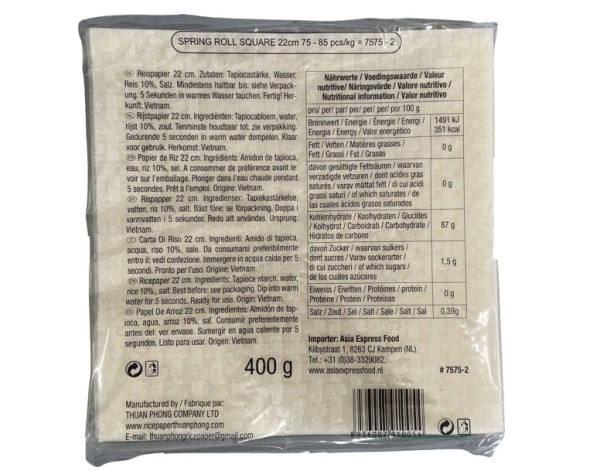 SPRING ROLL SQUARE 22cm 75 - 85 pcs/kg = 7575 - 2
Reispapier 22 cm. Zutaten: Tapiocastärke, Wasser,
Reis 10%, Salz. Mindestens haltbar bis: siehe Verpack-
ung. 5 Sekunden in warmes Wasser tauchen. Fertig! Her-
kunft: Vietnam.
Rijstpapier 22 cm. Ingrediënten: Tapiocabloem, water,
rijst 10%, zout. Tenminste houdbaar tot: zie verpakking.
Gedurende 5 seconden in warm water dompelen. Klaar
voor gebruik. Herkomst: Vietnam.
Papier de Riz 22 cm. Ingrédients: Amidon de tapioca,
eau, riz 10%, sel. A consommer de préférence avant le:
voir sur l'emballage. Plonger dans l'eau chaude pendant
5 secondes. Prêt à l'emploi. Origine: Vietnam.
Rispapper 22 cm. Ingredienser: Tapiokastärkelse,
vatten, ris 10%, salt. Bäst före: se förpackning. Doppa i
varmvatten i 5 sekunder. Redo att användas. Ursprung:
Vietnam.
Carta Di Riso 22 cm. Ingredienti: Amido di tapioca,
acqua, riso 10%, sale. Da consumarsi preferibilmente
entro il: vedi confezione. Immergere in acqua calda per 5
secondi. Pronto per l'uso. Origine: Vietnam.
Ricepaper 22 cm. Ingredients: Tapioca starch, water,
rice 10%, salt. Best before: see packaging. Dip into warm
water for 5 seconds. Ready for use. Origin: Vietnam.
Papel De Arroz 22 cm. Ingredientes: Almidón de tap-
ioca, agua, arroz 10%, sal. Consumir preferentemente
antes del: ver envase. Sumergir en agua caliente por 5
segundos. Listo para usar. Origen: Vietnam.
400 g
Manufactured by / Fabrique par:
THUAN PHONG COMPANY LTD
www.ricepaperthuanphong.com
E-mail: thuanphongricepaper@gmail.com
Nährwerte / Voedingswaarde / Valeur
nutritive/ Näringsvärde / Valore nutritivo /
Nutritional information / Valor nutritivo
pro/ per/ par/ per/ per/ per/ por 100 g
Brennwert / Energie / Énergie / Energi /
Energia / Energy / Valor energético
1491 kJ
351 kcal
Fett / Vetten / Matières grasses /
Fett / Grassi / Fat / Grasas
0 g
davon gesättigte Fettsäuren / waarvan
verzadigde vetzuren / dont acides gras
saturés / varav mättat fett / di cui acidi
grassi saturi / of which saturates / de
las cuales ácidos grasos saturados
0 g
Kohlenhydrate / Koolhydraten / Glucides
/ Kolhydrat / Carboidrati / Carbohydrate /
Hidratos de carbono
87 g
davon Zucker / waarvan suikers /
dont sucres / Varav sockerarter /
di cui zuccheri / of which sugars /
de los cuales azúcares
1,5 g
Eiweiss / Eiwitten / Protéines / protein /
Proteine / Protein / Proteinas
0 g
Salz / Zout / Sel / Salt / Sale / Salt / Sal
0,39g
Importer: Asia Express Food
Kilbystraat 1, 8263 CJ Kampen (NL).
Tel.: +31 (0)38-3329082.
www.asiaexpressfood.nl
# 7575-2
8936007910054